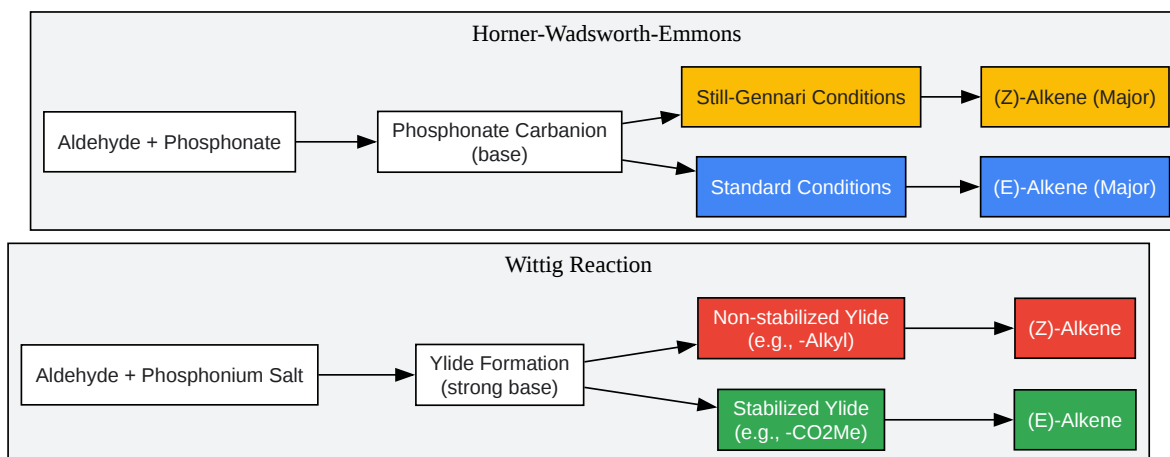 Horner-Wadsworth-Emmons
Aldehyde + Phosphonate
Phosphonate Carbanion
(base)
Still-Gennari Conditions
(Z)-Alkene (Major)
Standard Conditions
(E)-Alkene (Major)
Wittig Reaction
Aldehyde + Phosphonium Salt
Ylide Formation
(strong base)
Non-stabilized Ylide
(e.g., -Alkyl)
(Z)-Alkene
Stabilized Ylide
(e.g., -CO2Me)
(E)-Alkene